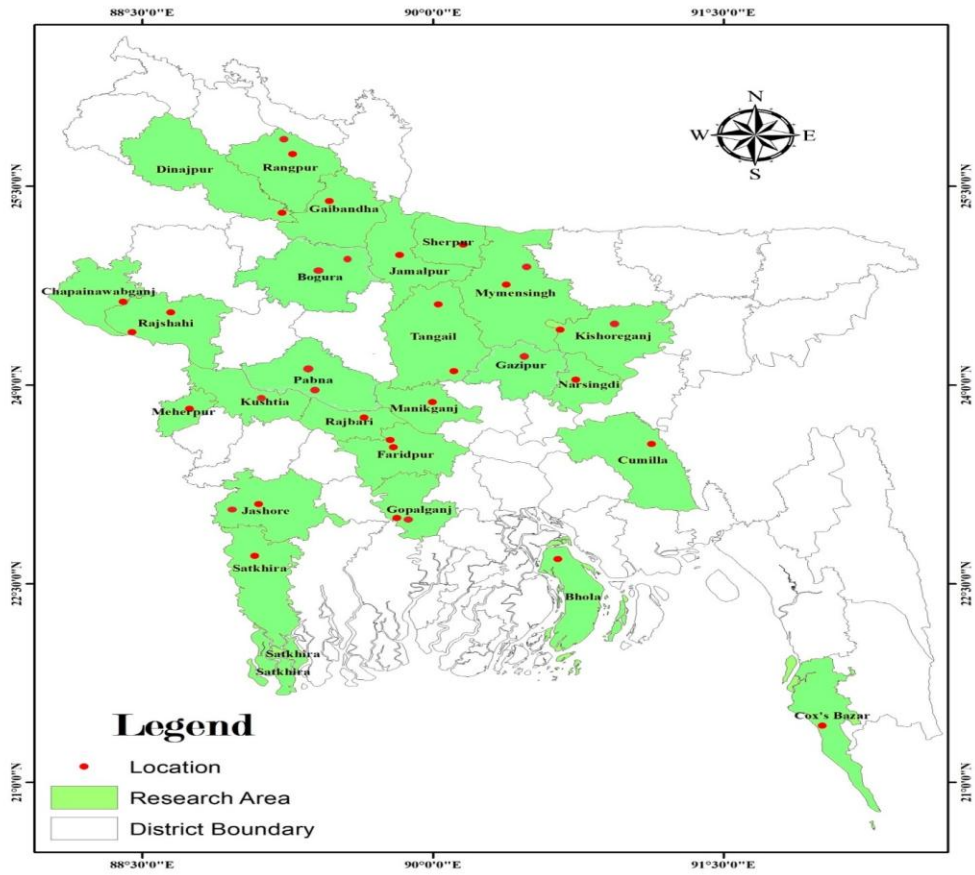 88°30'0"E 90°0'0"E 91°30'0"E
N
W E
S
25°30'0"N 25°30'0"N
Dinajpur
Rangpur
Gaibandha
Sherpur
Jamalpur
Bogura
Mymensingh
Chapainawabganj
Rajshahi
Tangail
Kishoreganj
Gazipur
Narsingdi
24°0'0"N 24°0'0"N
Pabna
Kushtia
Meherpur
Manikganj
Rajbari
Faridpur
Cumilla
Jashore
Gopalganj
Satkhira
22°30'0"N 22°30'0"N
Bhola
Satkhira
Satkhira
Cox's Bazar
21°0'0"N 21°0'0"N
Legend
Location
Research Area
District Boundary
88°30'0"E 90°0'0"E 91°30'0"E